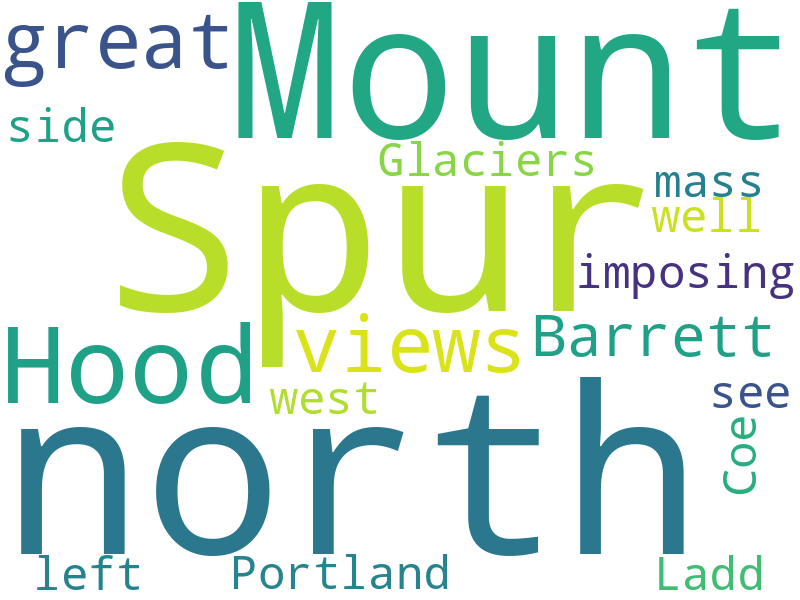 great Mount
side
Glaciers
Spur
mass
well
imposing
Hood
views
Barrett
west
see
north
Coe
left Portland Ladd